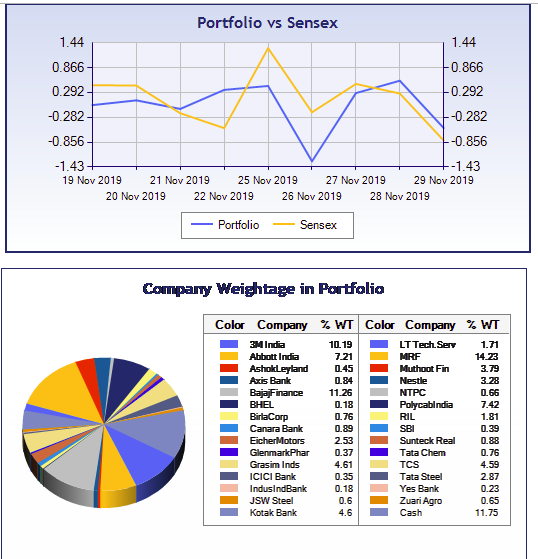 Portfolio vs Sensex
1.44 1.44
0.866 0.866
0.292 0.292
-0.282 -0.282
-0.856 -0.856
-1.43 -1.43
19 Nov 2019 21 Nov 2019 25 Nov 2019 27 Nov 2019 29 Nov 2019
20 Nov 2019 22 Nov 2019 26 Nov 2019 28 Nov 2019
Portfolio Sensex
Company Weightage in Portfolio
Color Company % WT Color Company % WT
3M India 10.19 LT Tech.Serv 1.71
Abbott India 7.21 MRF 14.23
AshokLeyland 0.45 Muthoot Fin 3.79
Axis Bank 0.84 Nestle 3.28
BajajFinance 11.26 NTPC 0.66
BHEL 0.18 PolycabIndia 7.42
BirlaCorp 0.76 RIL 1.81
Canara Bank 0.89 SBI 0.39
EicherMotors 2.53 Sunteck Real 0.88
GlenmarkPhar 0.37 Tata Chem 0.76
Grasim Inds 4.61 TCS 4.59
ICICI Bank 0.35 Tata Steel 2.87
IndusIndBank 0.18 Yes Bank 0.23
JSW Steel 0.6 Zuari Agro 0.65
Kotak Bank 4.6 Cash 11.75